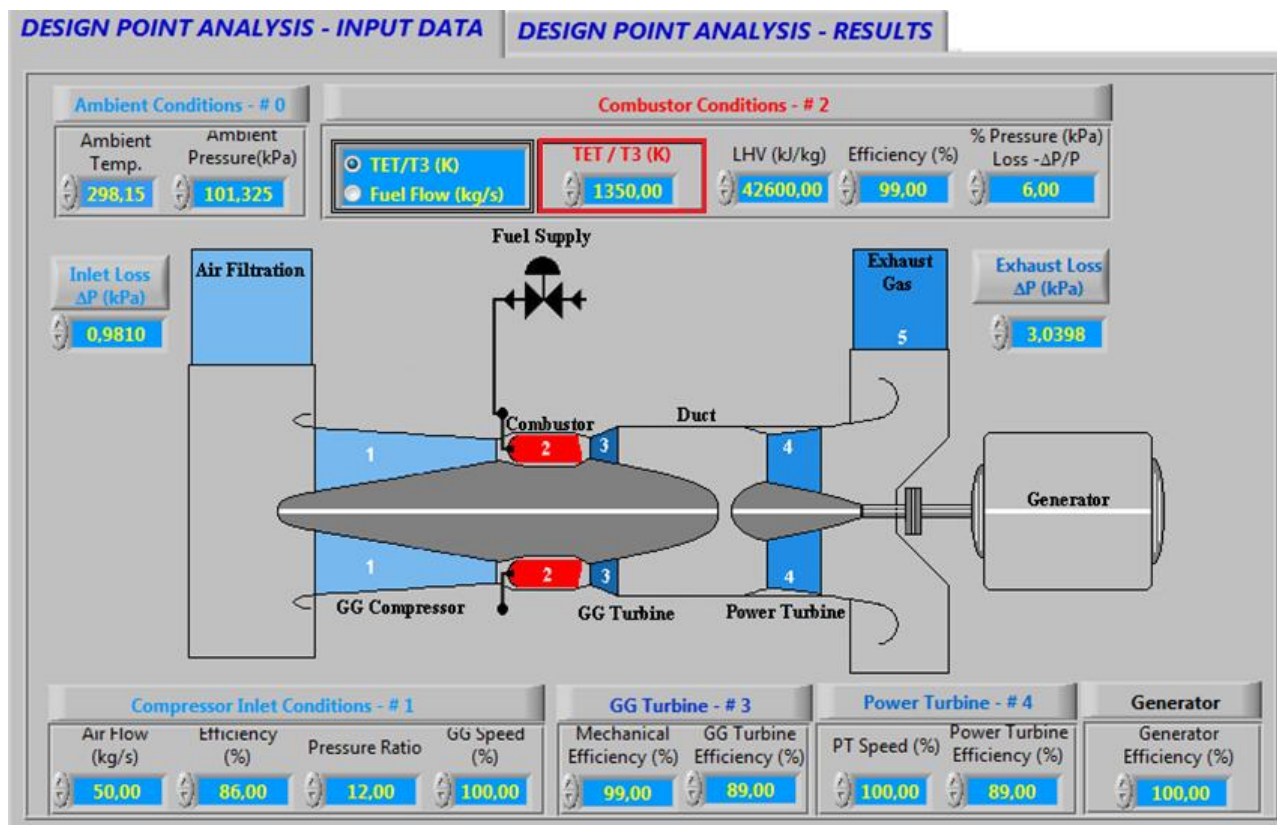 DESIGN POINT ANALYSIS - INPUT DATA
DESIGN POINT ANALYSIS - RESULTS
Ambient Conditions - # 0
Ambient
Temp.
298,15
Ambient
Pressure(kPa)
101,325
Combustor Conditions - # 2
TET/T3 (K)
Fuel Flow (kg/s)
TET / T3 (K)
1350,00
LHV (kJ/kg)
42600,00
Efficiency (%)
99,00
% Pressure (kPa)
Loss -ΔP/P
6,00
Inlet Loss
ΔP (kPa)
0,9810
Air Filtration
Fuel Supply
Exhaust
Gas
5
Exhaust Loss
ΔP (kPa)
3,0398
Combustor
Duct
1
2
3
4
Generator
1
2
3
4
GG Compressor
GG Turbine
Power Turbine
Compressor Inlet Conditions - # 1
Air Flow
(kg/s)
50,00
Efficiency
(%)
86,00
Pressure Ratio
12,00
GG Speed
(%)
100,00
GG Turbine - # 3
Mechanical
Efficiency (%)
99,00
GG Turbine
Efficiency (%)
89,00
Power Turbine - # 4
PT Speed (%)
100,00
Power Turbine
Efficiency (%)
89,00
Generator
Generator
Efficiency (%)
100,00